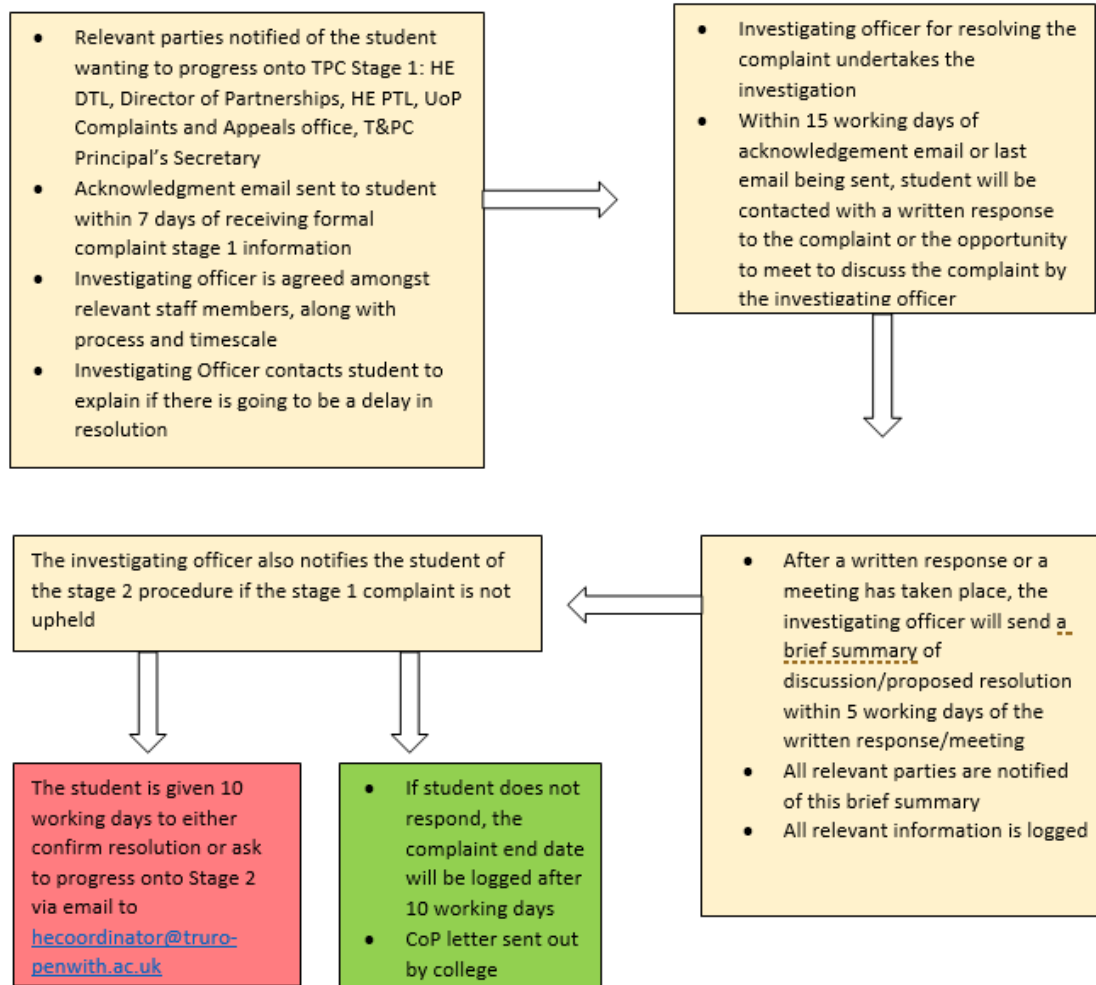 • Relevant parties notified of the student
wanting to progress onto TPC Stage 1: HE
DTL, Director of Partnerships, HE PTL, UoP
Complaints and Appeals office, T&PC
Principal's Secretary
• Acknowledgment email sent to student
within 7 days of receiving formal
complaint stage 1 information
• Investigating officer is agreed amongst
relevant staff members, along with
process and timescale
• Investigating Officer contacts student to
explain if there is going to be a delay in
resolution
• Investigating officer for resolving the
complaint undertakes the
investigation
• Within 15 working days of
acknowledgement email or last
email being sent, student will be
contacted with a written response
to the complaint or the opportunity
to meet to discuss the complaint by
the investigating officer
• After a written response or a
meeting has taken place, the
investigating officer will send a
brief summary of
discussion/proposed resolution
within 5 working days of the
written response/meeting
• All relevant parties are notified
of this brief summary
• All relevant information is logged
The investigating officer also notifies the student of
the stage 2 procedure if the stage 1 complaint is not
upheld
The student is given 10
working days to either
confirm resolution or ask
to progress onto Stage 2
via email to
hecoordinator@truro-
penwith.ac.uk
• If student does not
respond, the
complaint end date
will be logged after
10 working days
• CoP letter sent out
by college